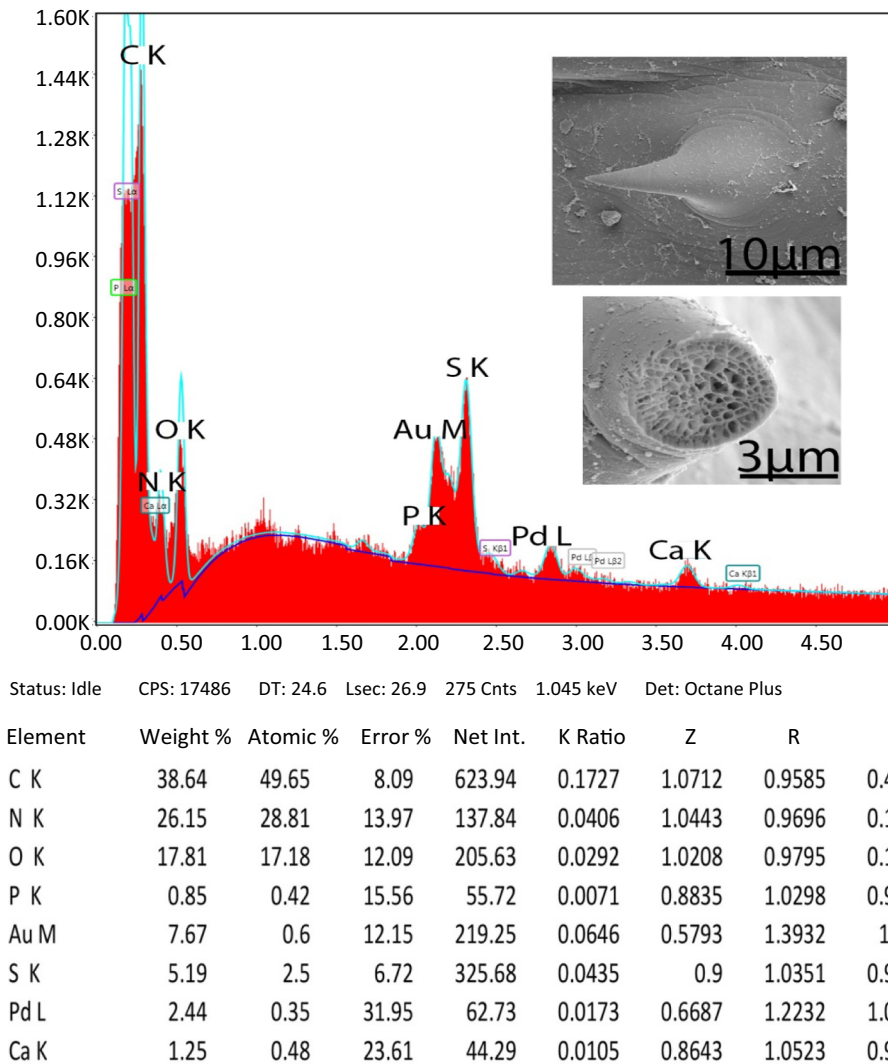 1.60K
1.44K
1.28K
1.12K
0.96K
0.80K
0.64K
0.48K
0.32K
0.16K
0.00K
C K
S Lα
P Lα
O K
N K
Ca Lα
P K
Au M
S K
S Kβ1
Pd L
Pd Lβ2
Ca K
Ca Kβ1
10µm
3µm
0.00 0.50 1.00 1.50 2.00 2.50 3.00 3.50 4.00 4.50
Status: Idle CPS: 17486 DT: 24.6 Lsec: 26.9 275 Cnts 1.045 keV Det: Octane Plus
Element Weight % Atomic % Error % Net Int. K Ratio Z R
C K 38.64 49.65 8.09 623.94 0.1727 1.0712 0.9585
N K 26.15 28.81 13.97 137.84 0.0406 1.0443 0.9696
O K 17.81 17.18 12.09 205.63 0.0292 1.0208 0.9795
P K 0.85 0.42 15.56 55.72 0.0071 0.8835 1.0298
Au M 7.67 0.6 12.15 219.25 0.0646 0.5793 1.3932
S K 5.19 2.5 6.72 325.68 0.0435 0.9 1.0351
Pd L 2.44 0.35 31.95 62.73 0.0173 0.6687 1.2232
Ca K 1.25 0.48 23.61 44.29 0.0105 0.8643 1.0523